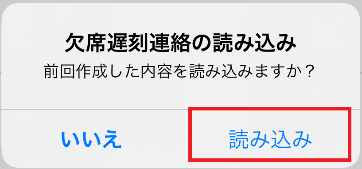 欠席遅刻連絡の読み込み
前回作成した内容を読み込みますか？
いいえ
読み込み